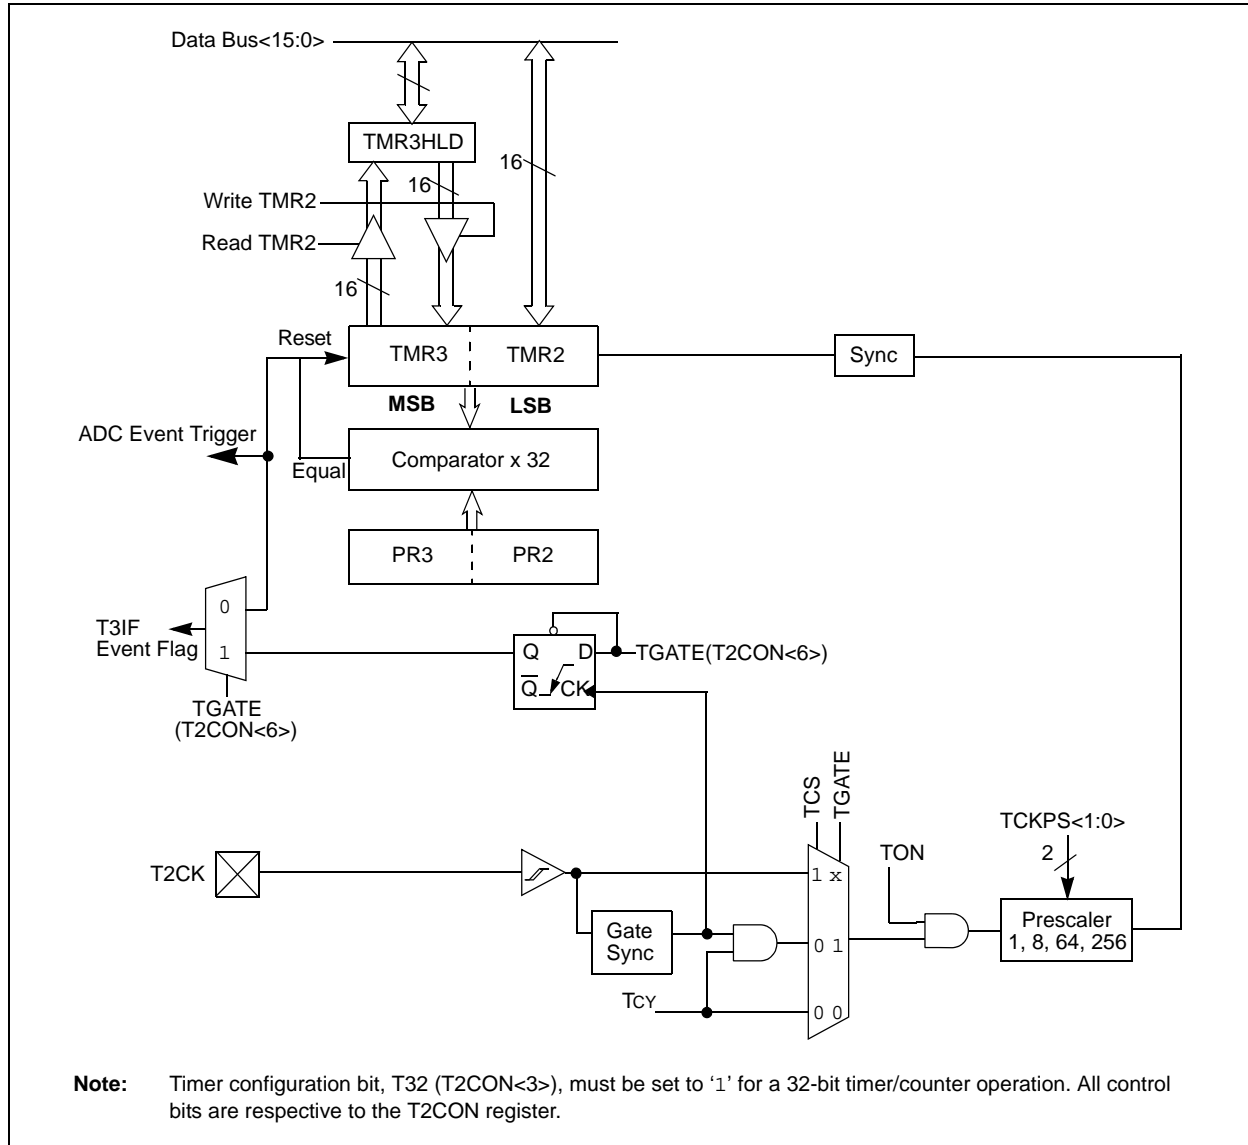 Data Bus<15:0>
TMR3HLD
16
16
Write TMR2
Read TMR2
16
Reset
TMR3
TMR2
Sync
MSB
LSB
ADC Event Trigger
Equal
Comparator x 32
PR3
PR2
0
T3IF
Event Flag
1
Q
D
TGATE(T2CON<6>)
Q
CK
TGATE
(T2CON<6>)
TCS
TGATE
TCKPS<1:0>
2
TON
T2CK
1 x
Gate
Sync
0 1
Prescaler
1, 8, 64, 256
TCY
0 0
Note: Timer configuration bit, T32 (T2CON<3>), must be set to ‘1’ for a 32-bit timer/counter operation. All control
bits are respective to the T2CON register.